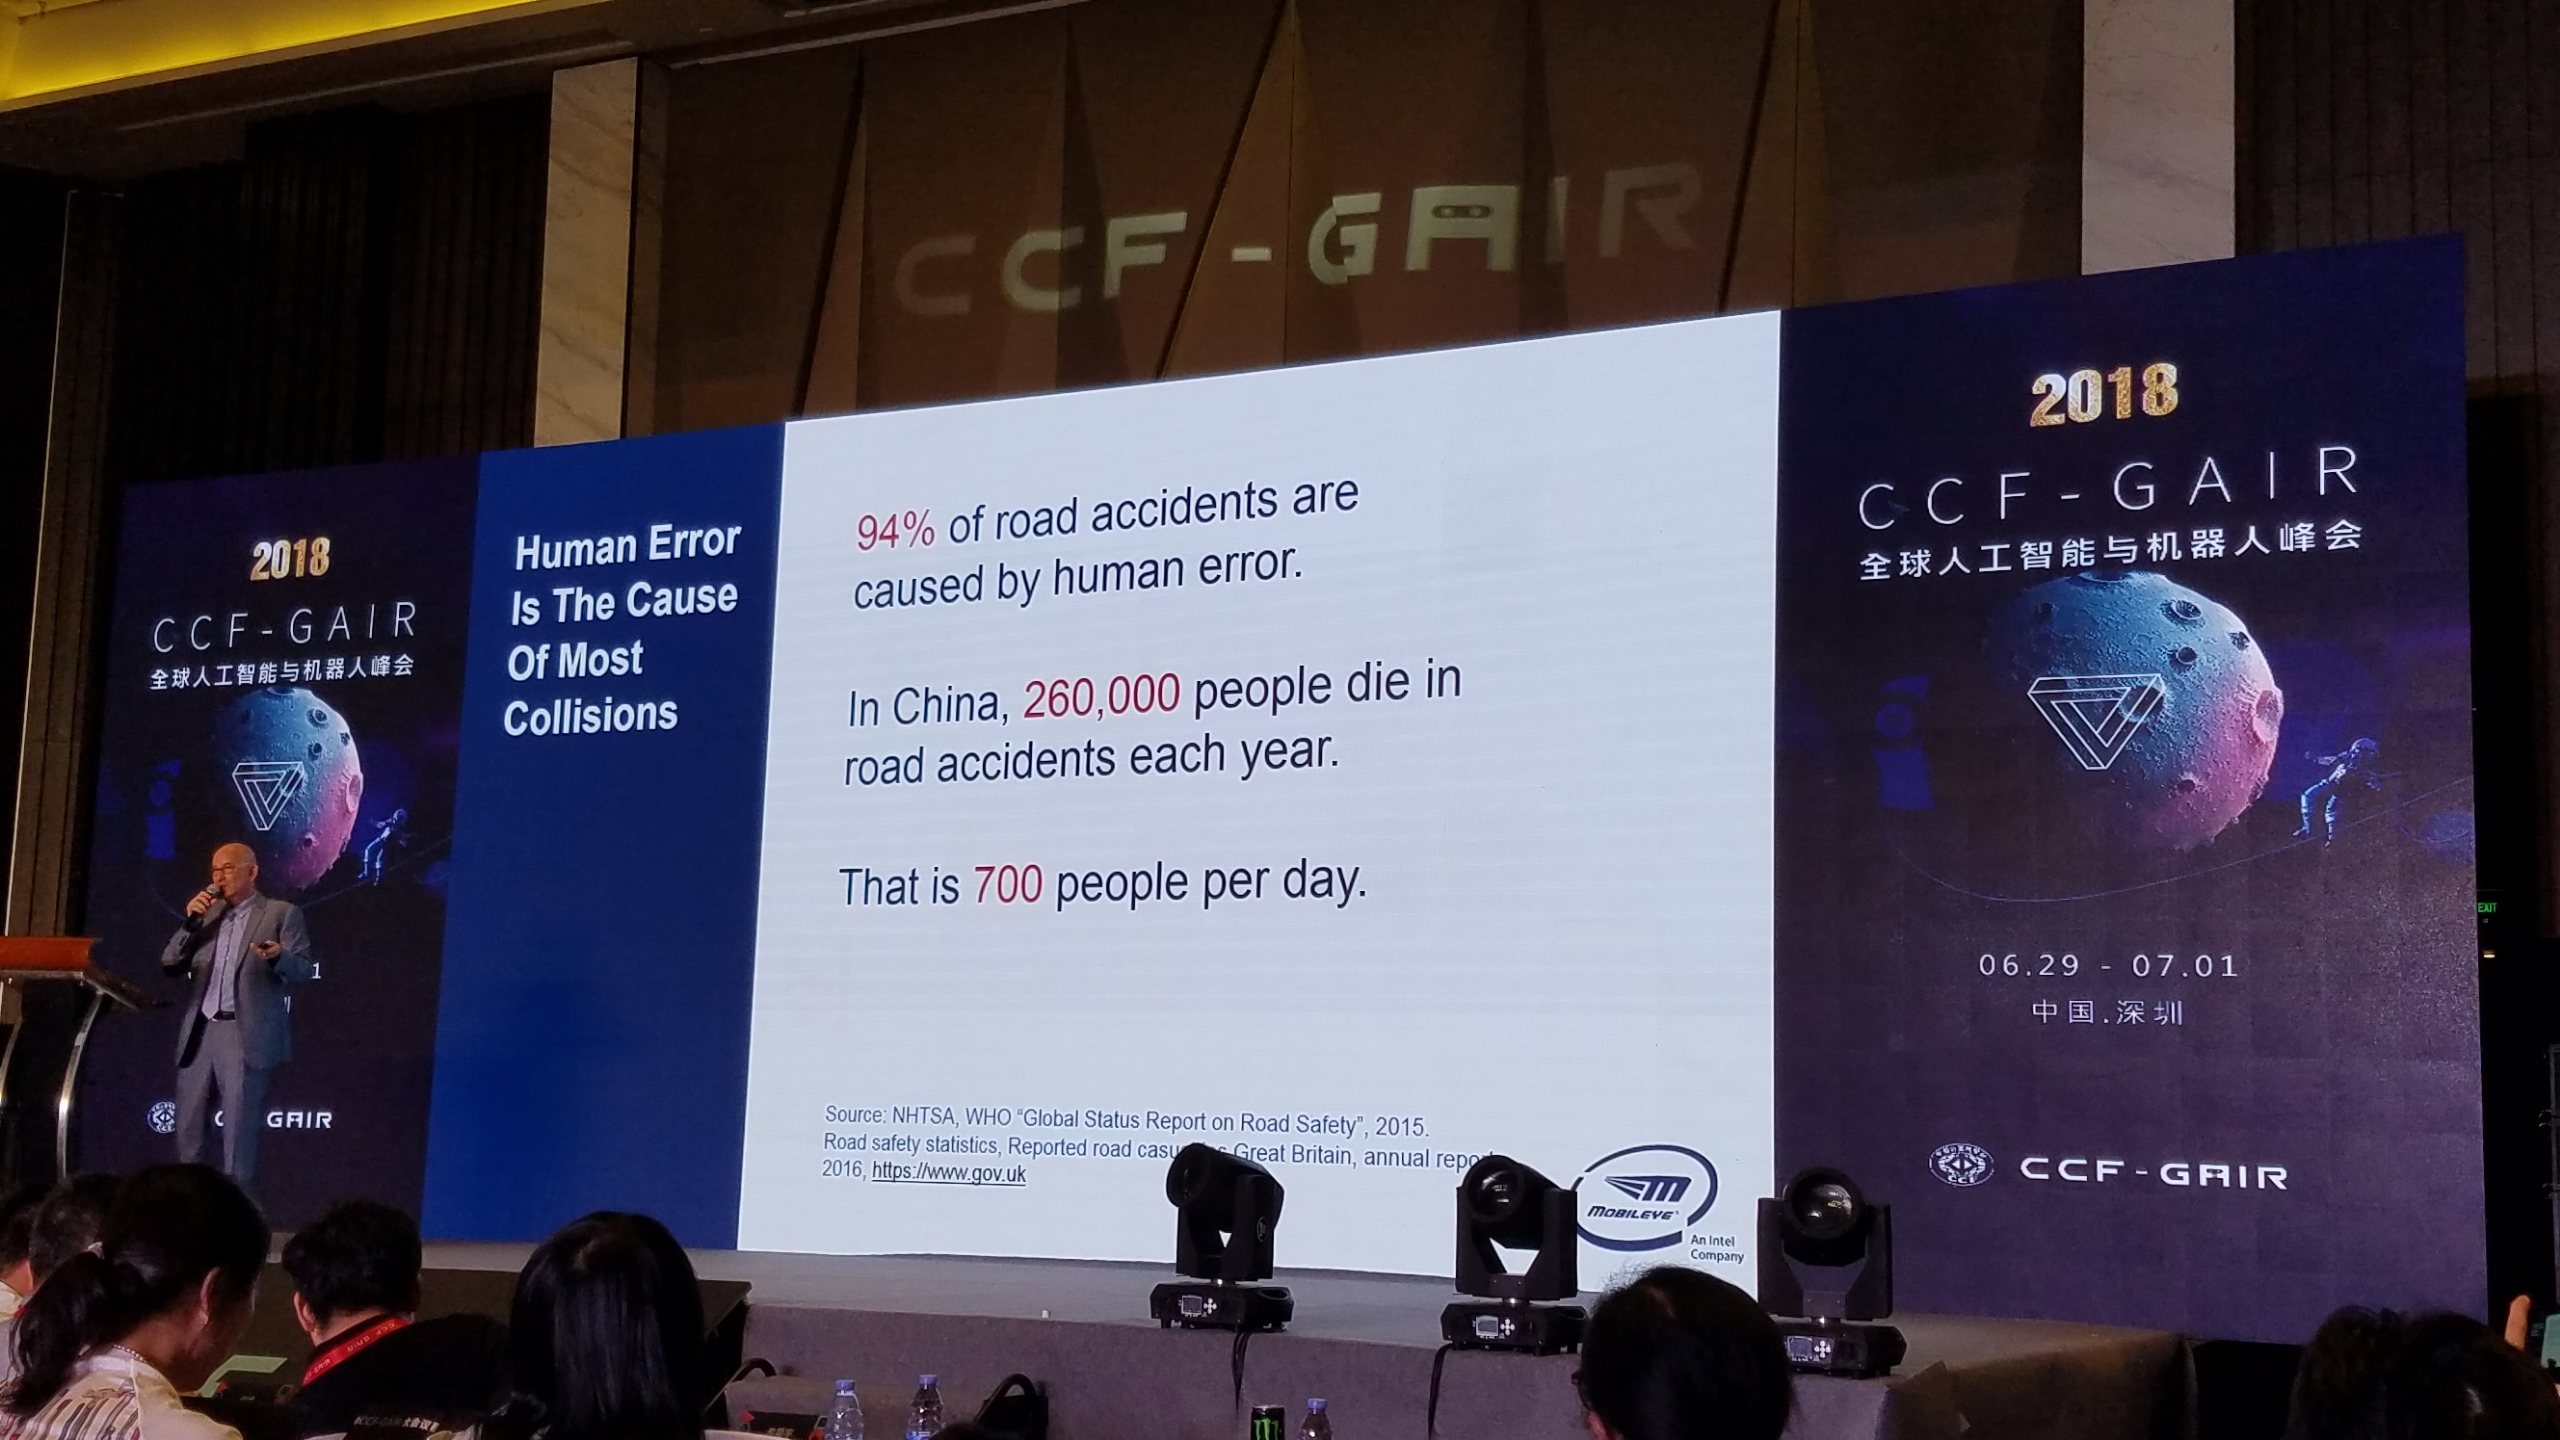 CCF-GAIR
2018
CCF-GAIR
全球人工智能与机器人峰会
1
GAIR
Human Error
Is The Cause
Of Most
Collisions
94% of road accidents are
caused by human error.
In China, 260,000 people die in
road accidents each year.
That is 700 people per day.
Source: NHTSA, WHO “Global Status Report on Road Safety”, 2015.
Road safety statistics, Reported road Great Britain, annual
2016, https://www.gov.uk
MOBILEYE
An Intel
Company
2018
CCF-GAIR
全球人工智能与机器人峰会
06.29 - 07.01
中国.深圳
CCF
CCF-GAIR
EXIT